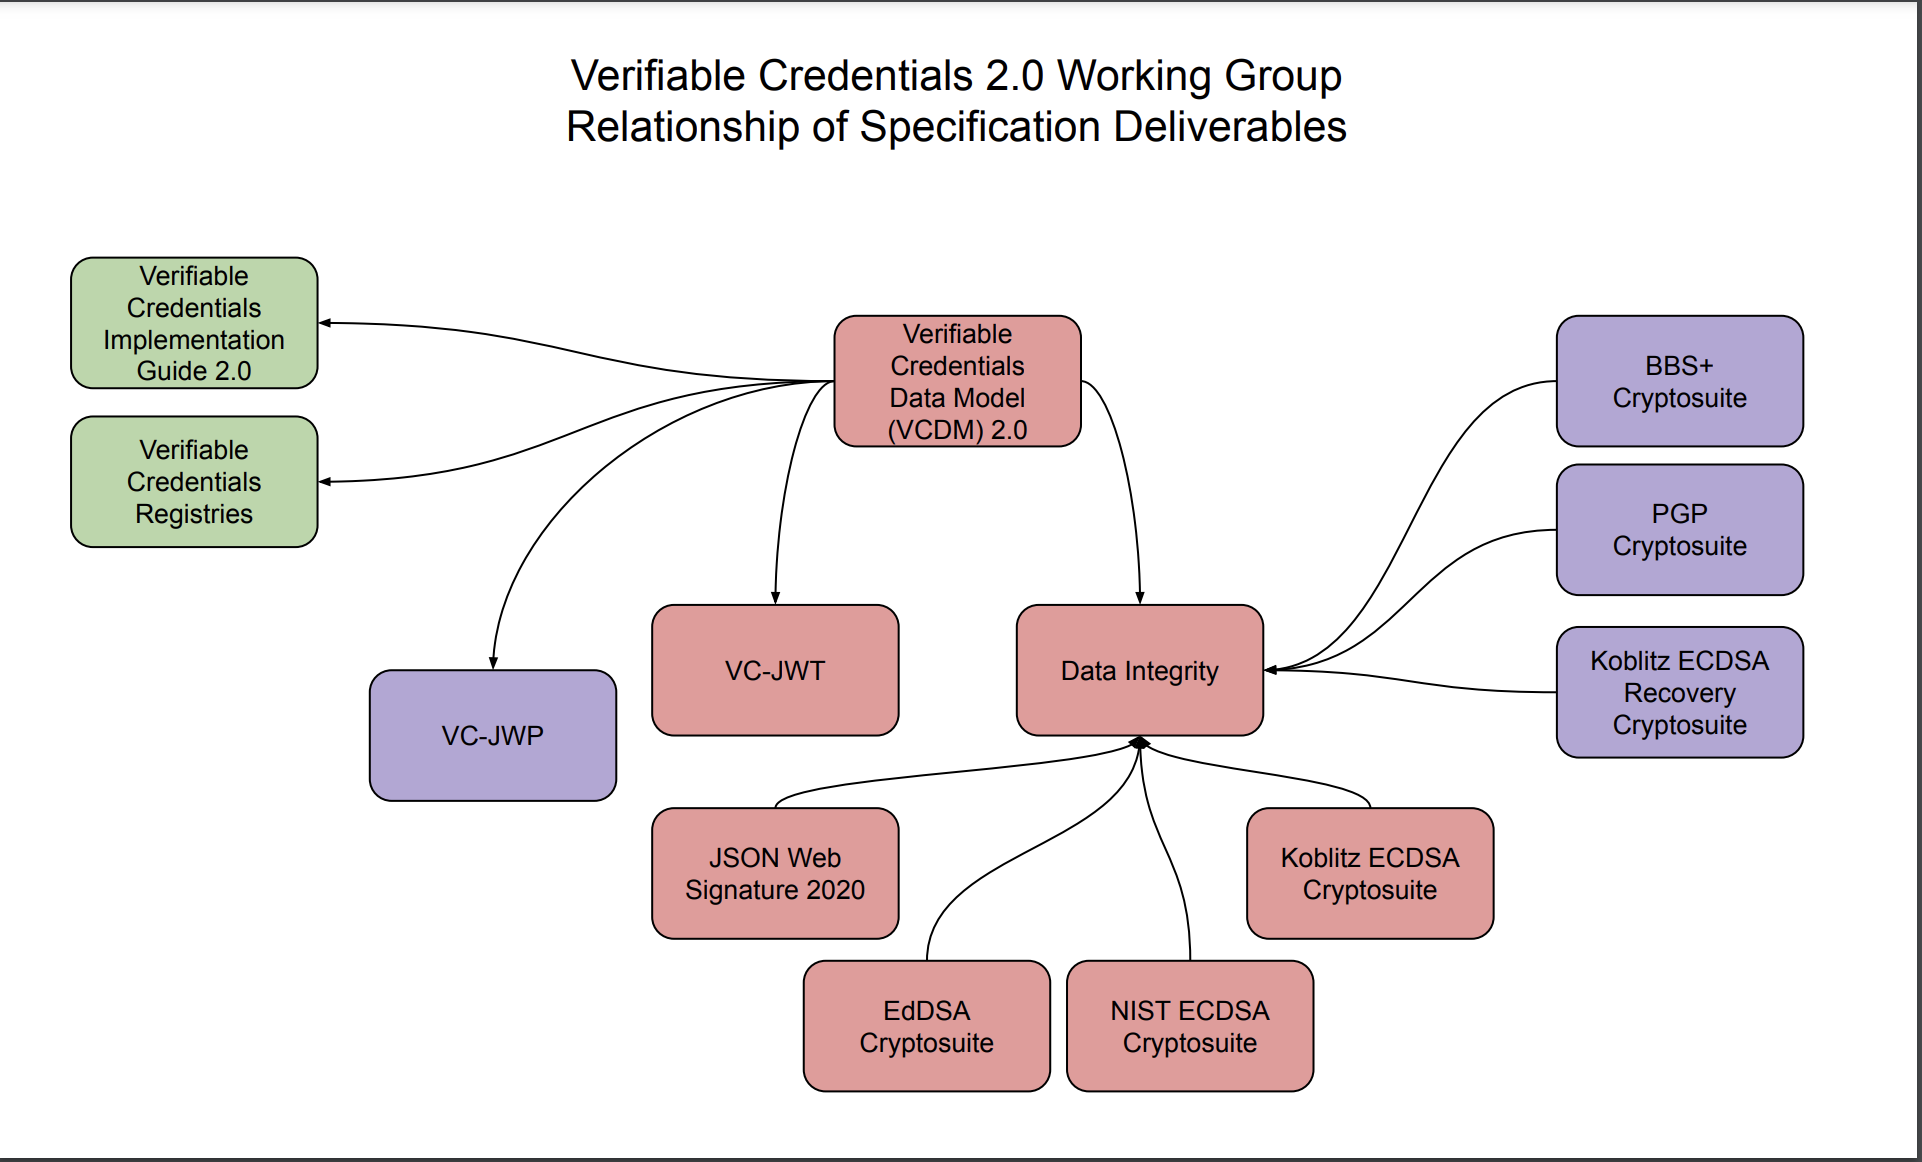 Verifiable Credentials 2.0 Working Group
Relationship of Specification Deliverables
Verifiable
Credentials
Implementation
Guide 2.0
Verifiable
Credentials
Registries
Verifiable
Credentials
Data Model
(VCDM) 2.0
BBS+
Cryptosuite
PGP
Cryptosuite
Koblitz ECDSA
Recovery
Cryptosuite
VC-JWP
VC-JWT
Data Integrity
JSON Web
Signature 2020
Koblitz ECDSA
Cryptosuite
EdDSA
Cryptosuite
NIST ECDSA
Cryptosuite